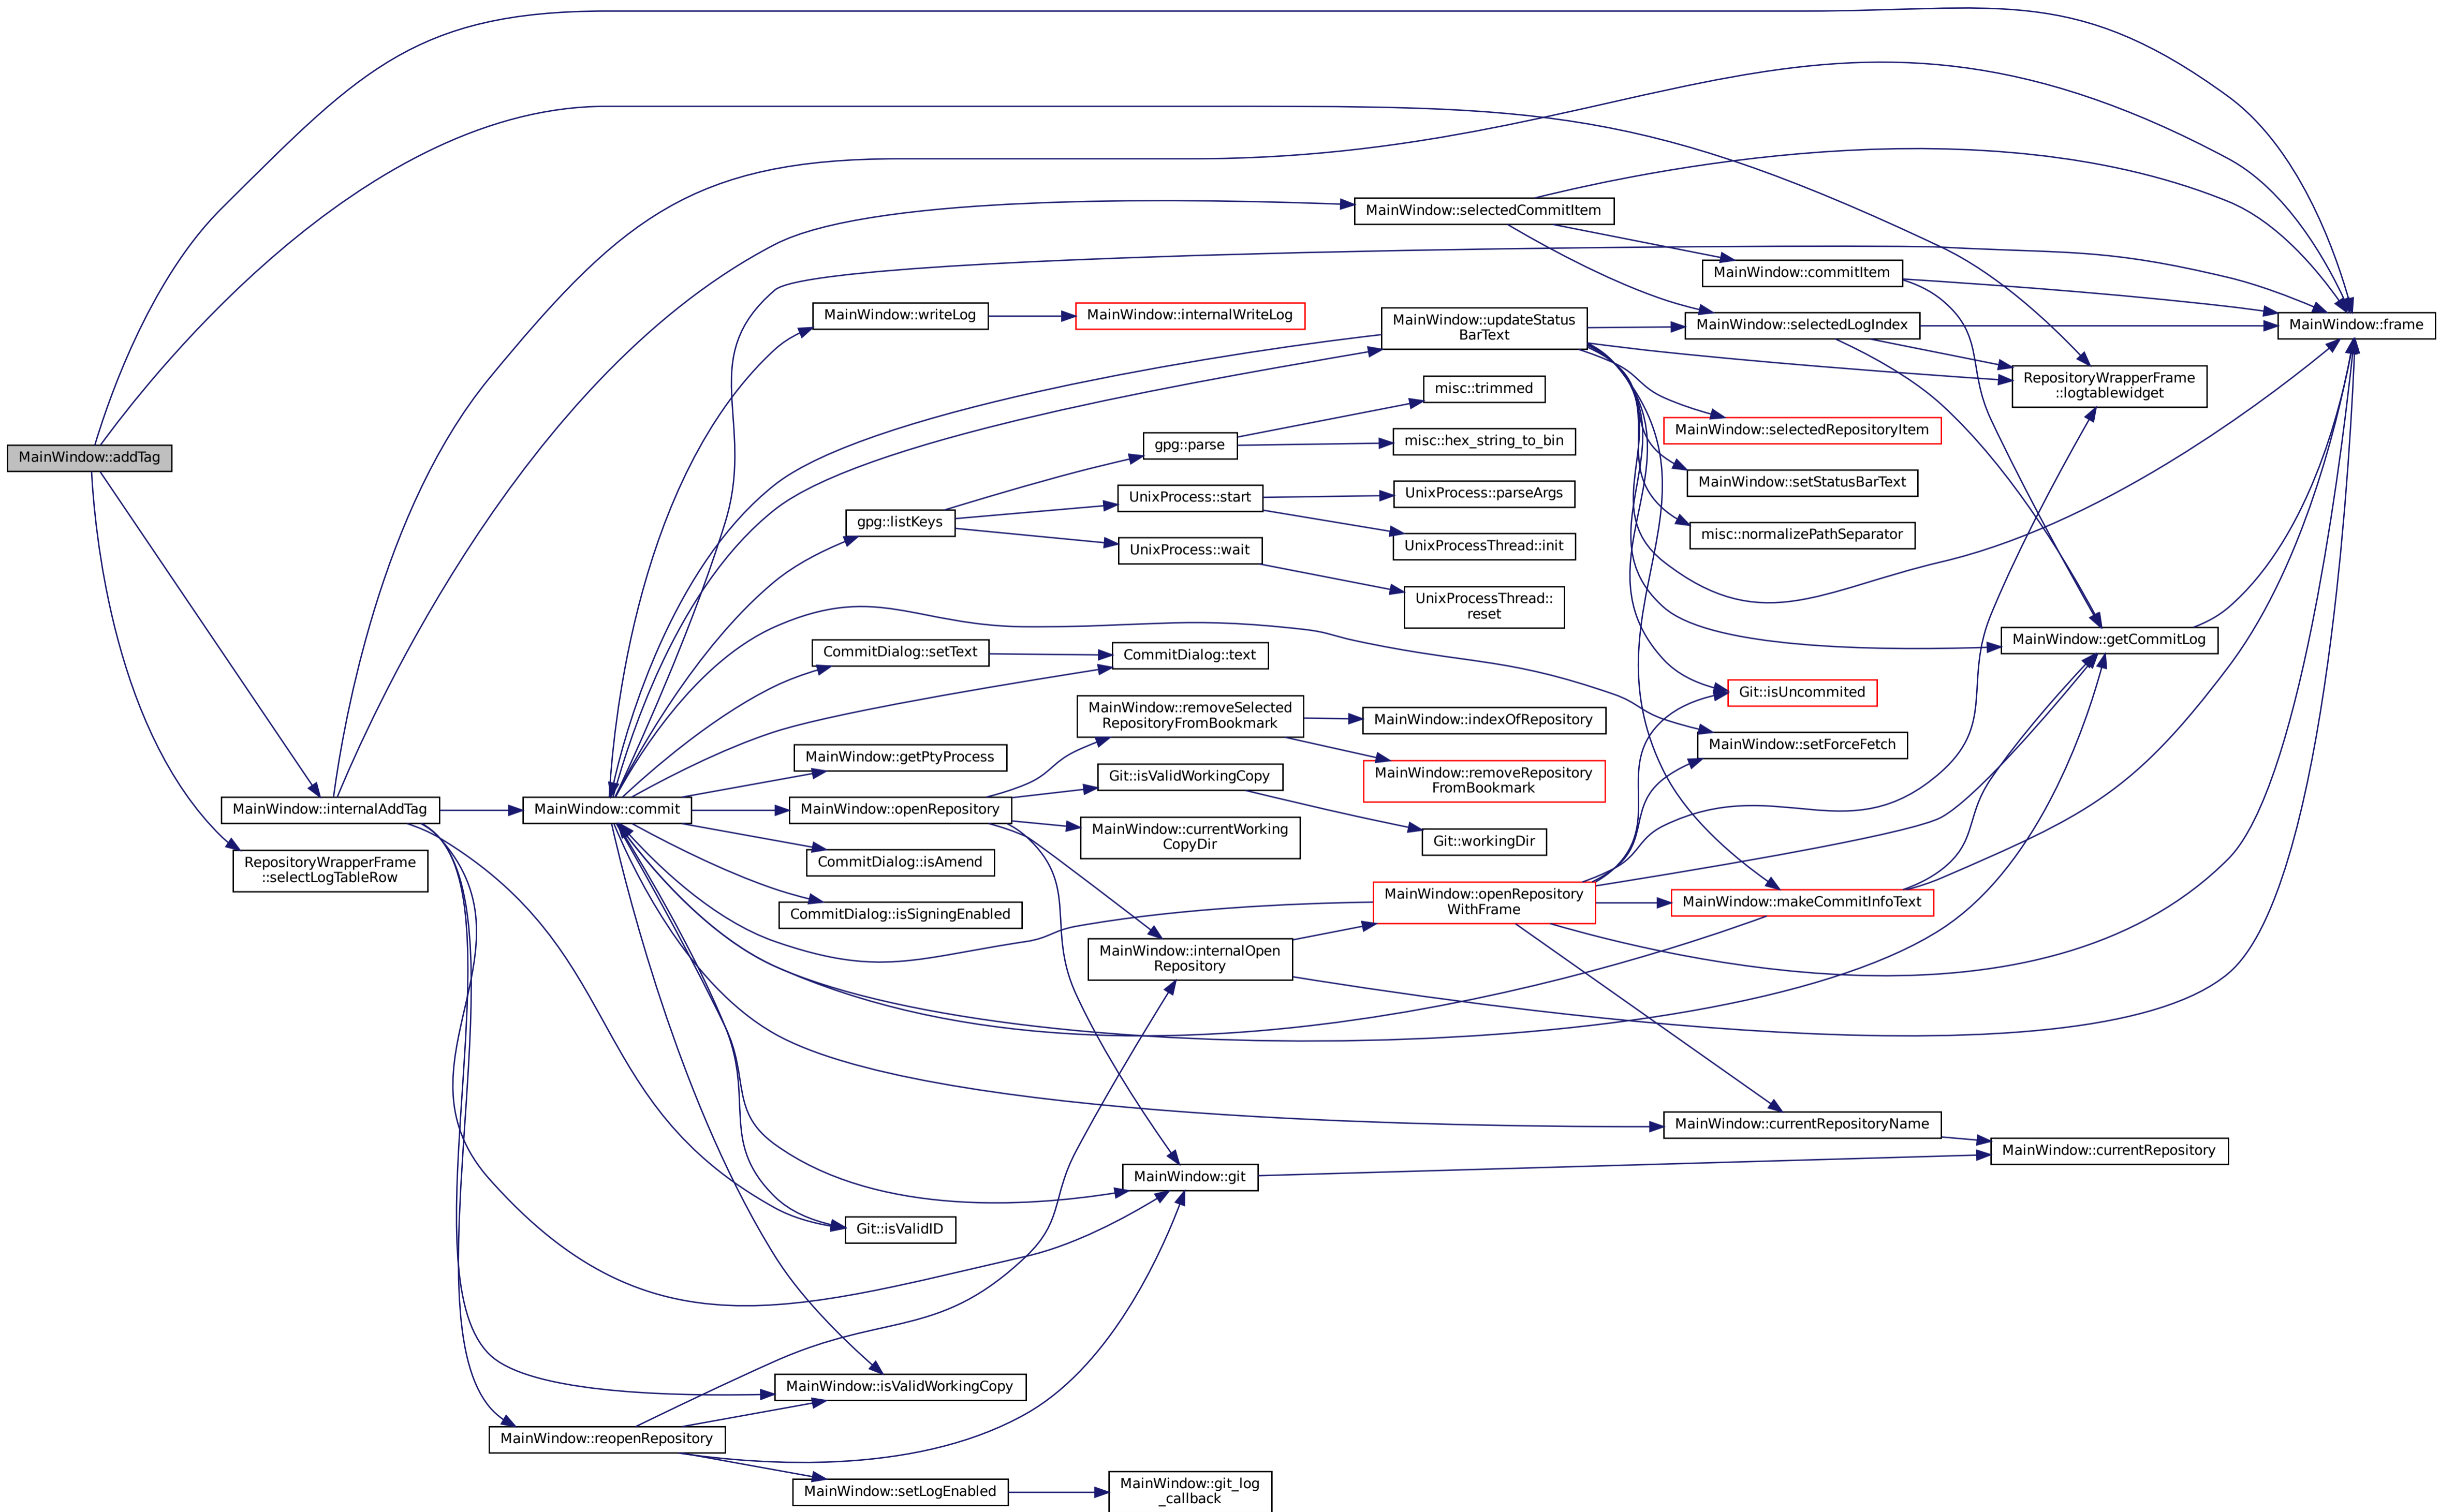 MainWindow::addTag
MainWindow::internalAddTag
RepositoryWrapperFrame
::selectLogTableRow
MainWindow::commit
MainWindow::reopenRepository
MainWindow::writeLog
gpg::listKeys
CommitDialog::setText
MainWindow::getPtyProcess
MainWindow::openRepository
CommitDialog::isAmend
CommitDialog::isSigningEnabled
Git::isValidID
MainWindow::isValidWorkingCopy
MainWindow::setLogEnabled
MainWindow::internalWriteLog
gpg::parse
UnixProcess::start
UnixProcess::wait
CommitDialog::text
MainWindow::removeSelected
RepositoryFromBookmark
Git::isValidWorkingCopy
MainWindow::currentWorking
CopyDir
MainWindow::internalOpen
Repository
MainWindow::git
MainWindow::git_log
_callback
MainWindow::selectedCommitItem
MainWindow::updateStatus
BarText
misc::trimmed
misc::hex_string_to_bin
UnixProcess::parseArgs
UnixProcessThread::init
UnixProcessThread::
reset
MainWindow::indexOfRepository
MainWindow::removeRepository
FromBookmark
Git::workingDir
MainWindow::openRepository
WithFrame
MainWindow::commitItem
MainWindow::selectedLogIndex
MainWindow::selectedRepositoryItem
MainWindow::setStatusBarText
misc::normalizePathSeparator
Git::isUncommited
MainWindow::setForceFetch
MainWindow::makeCommitInfoText
MainWindow::currentRepositoryName
RepositoryWrapperFrame
::logtablewidget
MainWindow::getCommitLog
MainWindow::currentRepository
MainWindow::frame